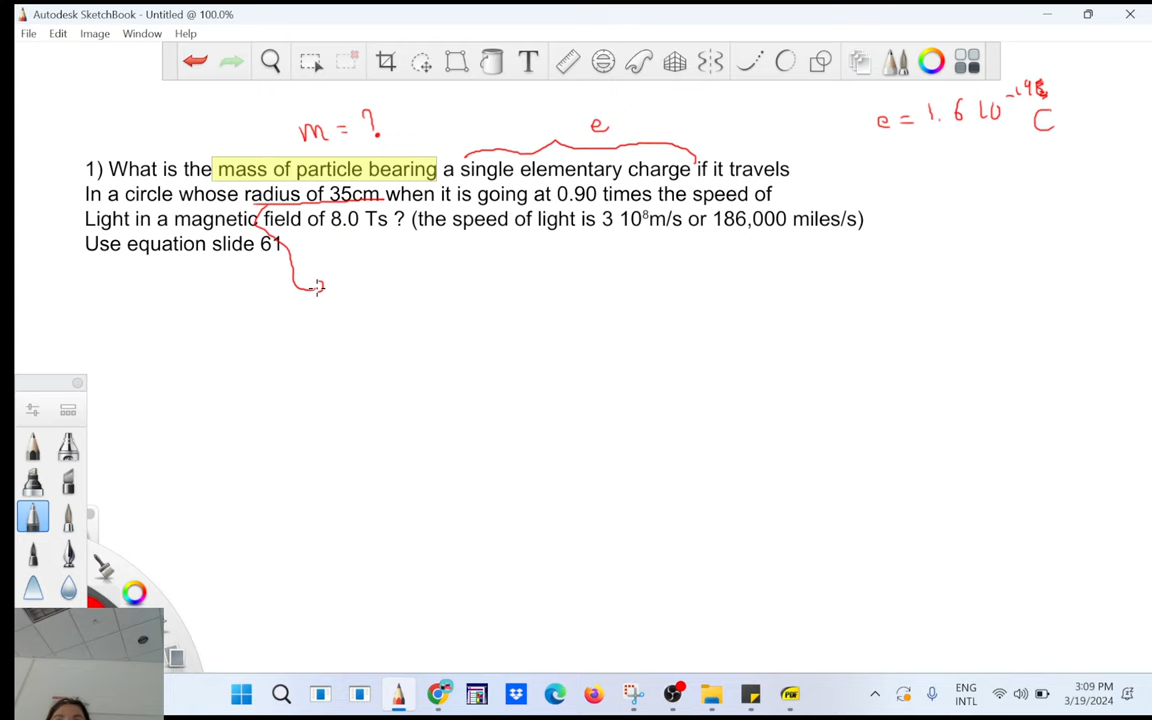 Autodesk SketchBook - Untitled @ 100.0%
File Edit Image Window Help
T
m = ?
e
e = 1.6 10⁻¹⁹ C
1) What is the mass of particle bearing a single elementary charge if it travels
In a circle whose radius of 35cm when it is going at 0.90 times the speed of
Light in a magnetic field of 8.0 Ts ? (the speed of light is 3 10⁸m/s or 186,000 miles/s)
Use equation slide 61
PDF
ENG
INTL
3:09 PM
3/19/2024